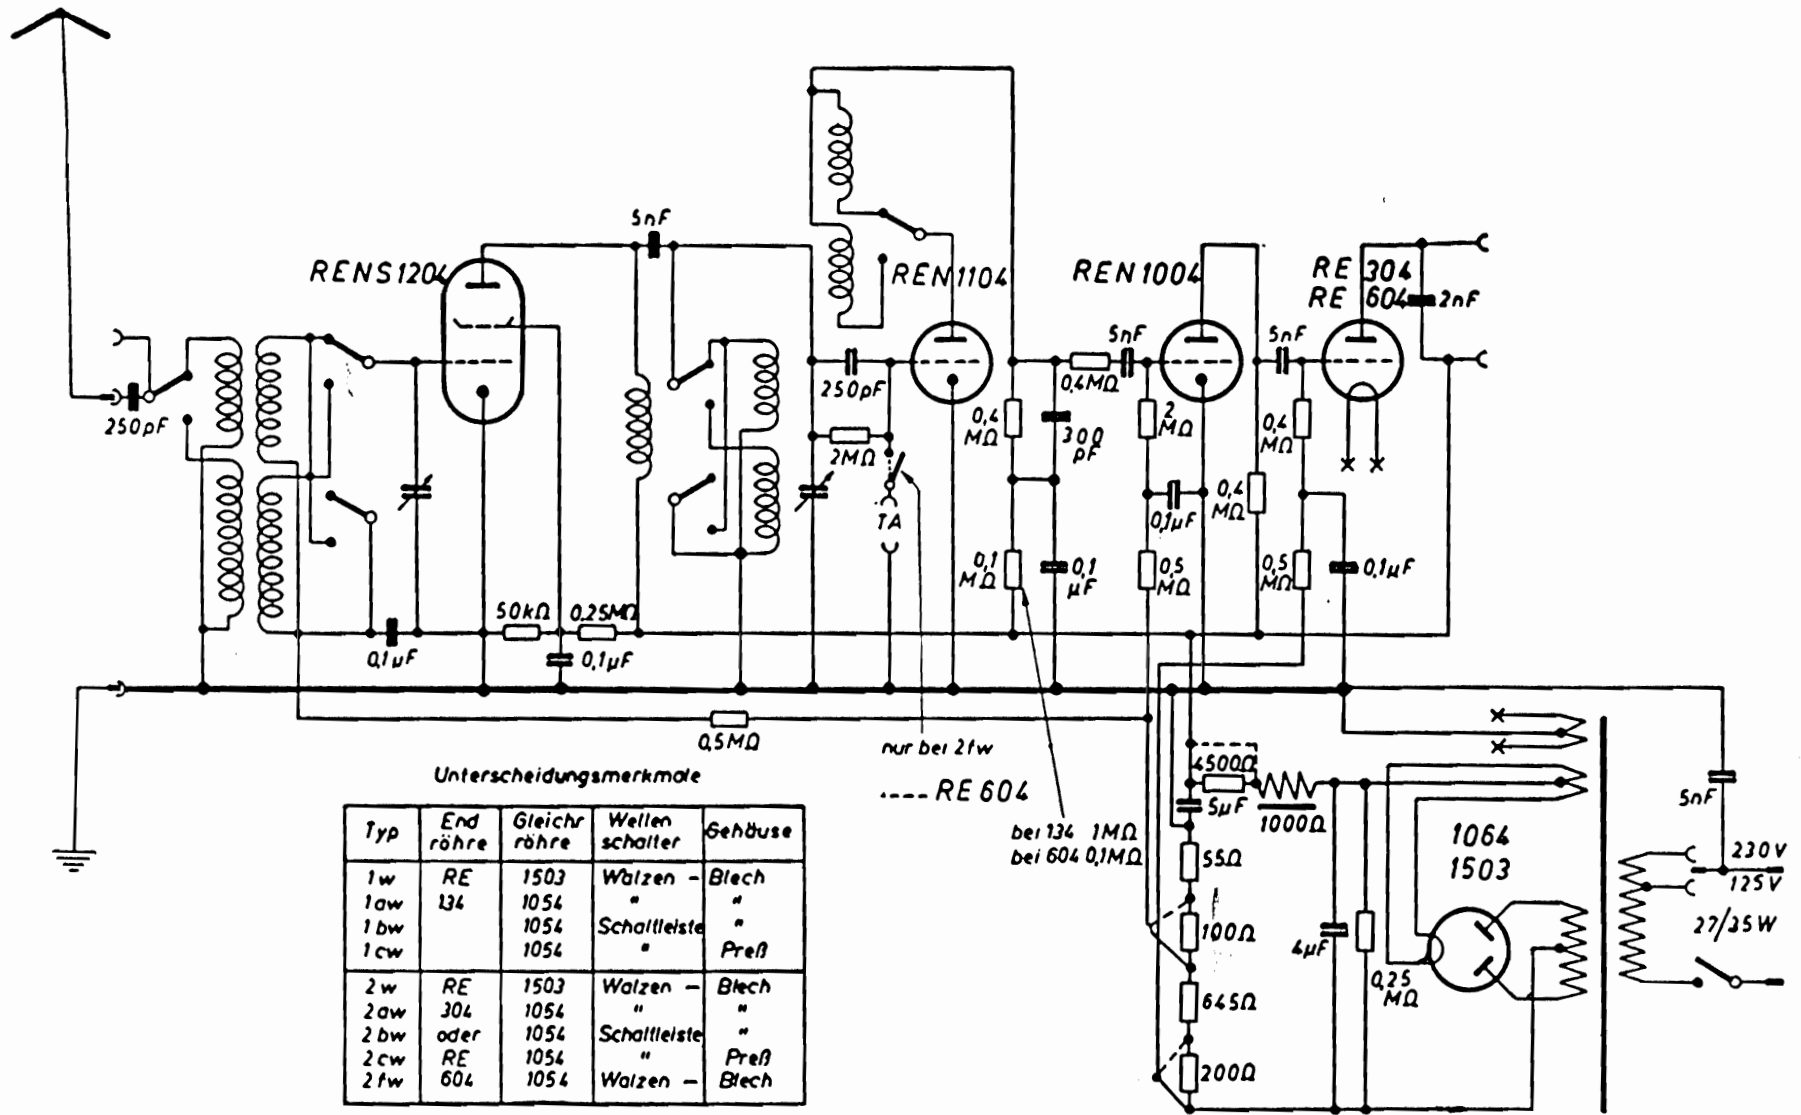 5nF
RENS1204
REN1104
REN1004
RE 304
RE 604
2nF
5nF
5nF
250pF
250pF
0,4MΩ
2MΩ
0,4
MΩ
300
pF
2
MΩ
0,4
MΩ
TA
0,1µF
0,4
MΩ
0,1
MΩ
0,1
µF
0,5
MΩ
0,5
MΩ
0,1µF
50kΩ
0,25MΩ
0,1µF
0,1µF
0,5MΩ
nur bei 2tw
---- RE 604
bei 134 1MΩ
bei 604 0,1MΩ
4500Ω
5µF
1000Ω
55Ω
100Ω
645Ω
200Ω
4µF
0,25
MΩ
1064
1503
5nF
230V
125V
27/35W
Unterscheidungsmerkmale
Typ End röhre Gleichr röhre Wellen schalter Gehäuse
1w RE 1503 Walzen - Blech
1aw 134 1054 " "
1bw 1054 Schaltleiste "
1cw 1054 " Preß
2w RE 1503 Walzen - Blech
2aw 304 1054 " "
2bw oder 1054 Schaltleiste "
2cw RE 1054 " Preß
2tw 604 1054 Walzen - Blech